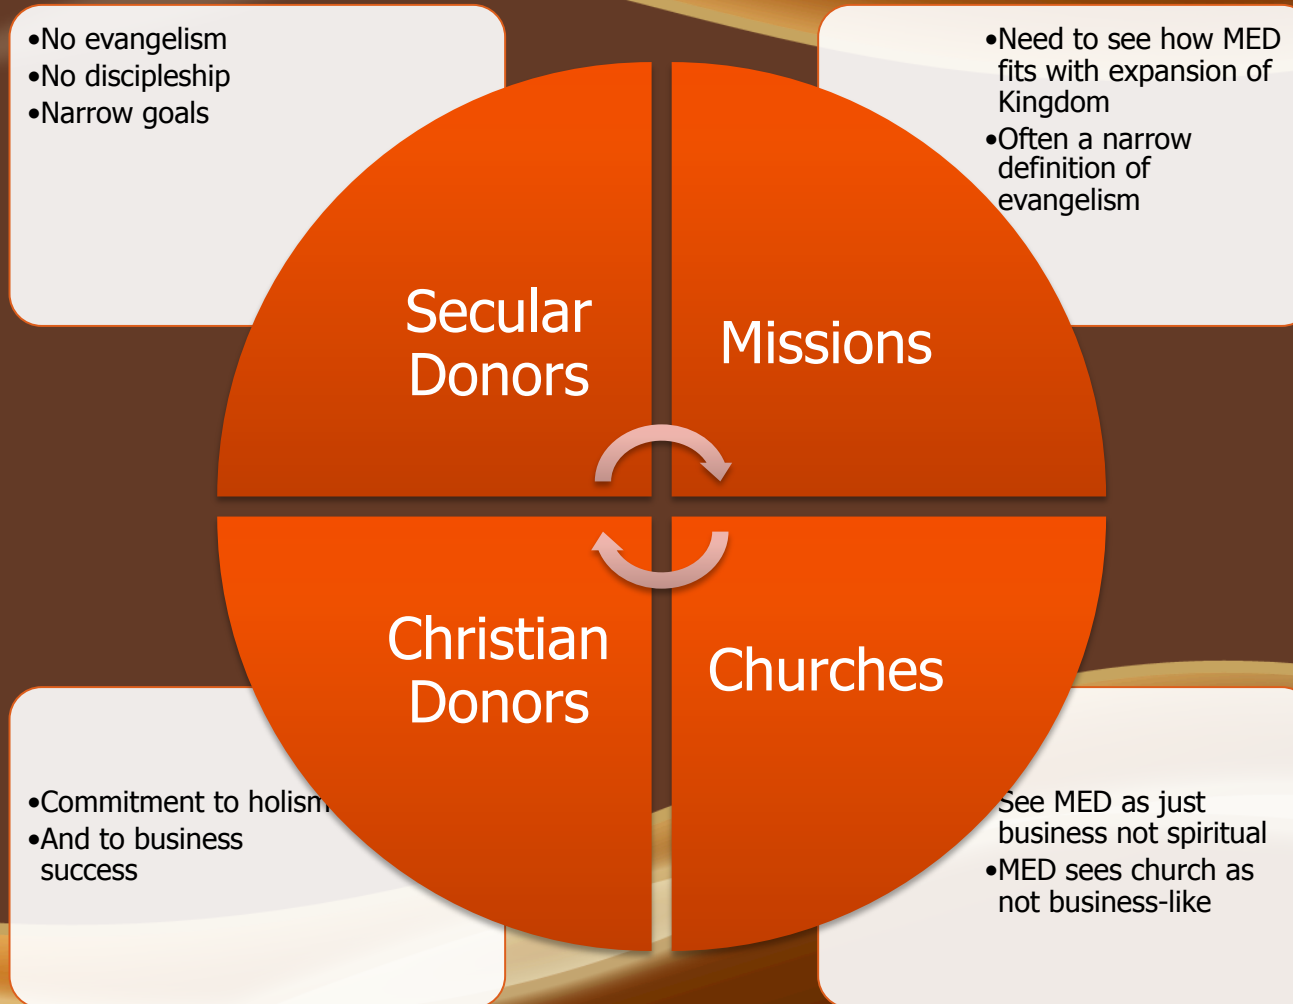 •No evangelism
•No discipleship
•Narrow goals
•Need to see how MED
fits with expansion of
Kingdom
•Often a narrow
definition of
evangelism
Secular
Donors
Missions
Christian
Donors
Churches
•Commitment to holism
•And to business
success
See MED as just
business not spiritual
•MED sees church as
not business-like